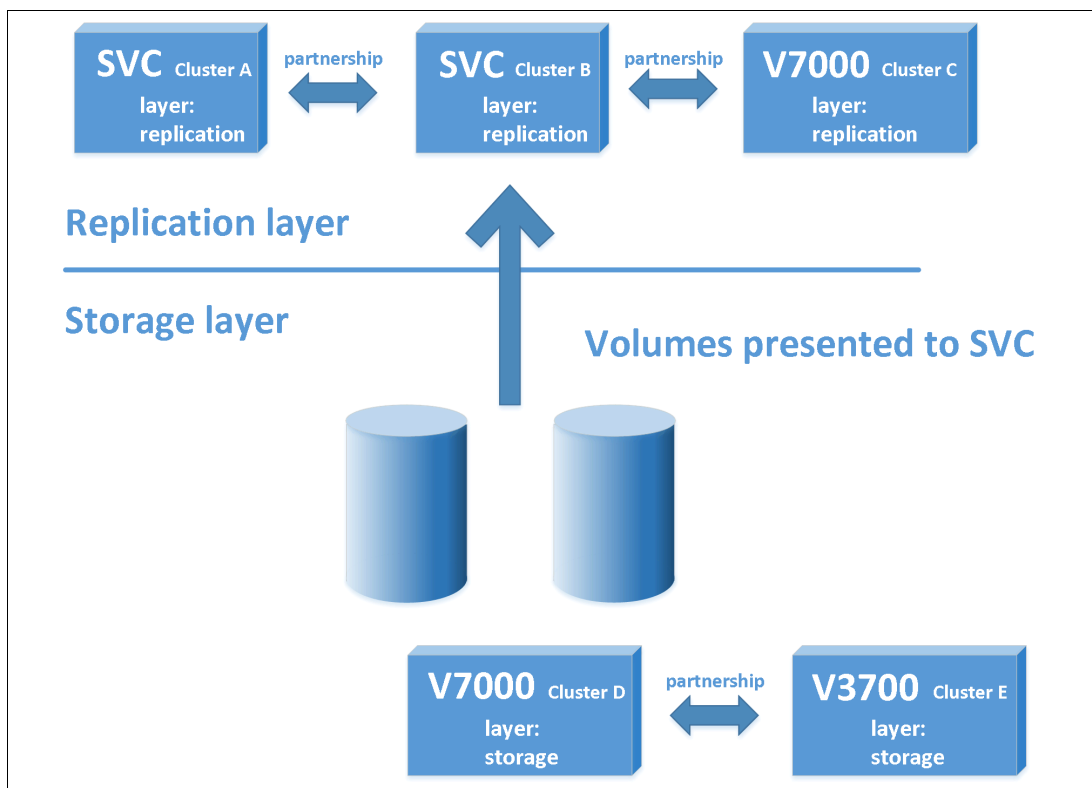 SVC Cluster A
layer:
replication
partnership
SVC Cluster B
layer:
replication
partnership
V7000 Cluster C
layer:
replication
Replication layer
Storage layer
Volumes presented to SVC
V7000 Cluster D
layer:
storage
partnership
V3700 Cluster E
layer:
storage